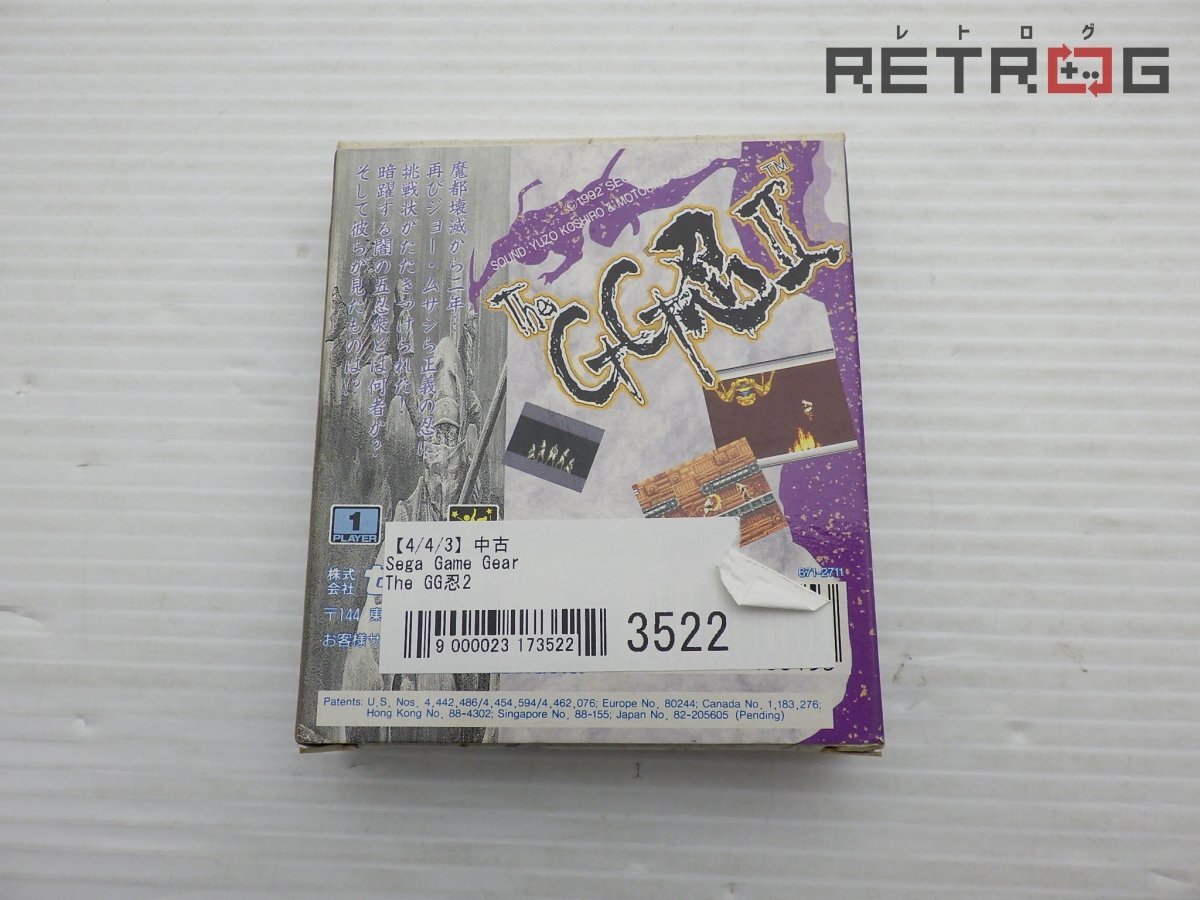 レトログ
RETROG
©1992 SEGA
SOUND: YUZO KOSHIRO & MOTOHIRO
The GG忍II™
魔都壊滅から二年
再びジョー・ムサシら正義の忍に
挑戦状がたたきつけられた！
暗躍する闇の五忍衆とは何者か？
そして彼らが見たものは!?
1
PLAYER
株式
会社
〒144 東
お客様サ
671-2711
【4/4/3】中古
Sega Game Gear
The GG忍2
9 000023 173522
3522
Patents: U.S. Nos. 4,442,486/4,454,594/4,462,076; Europe No. 80244; Canada No. 1,183,276;
Hong Kong No. 88-4302; Singapore No. 88-155; Japan No. 82-205605 (Pending)